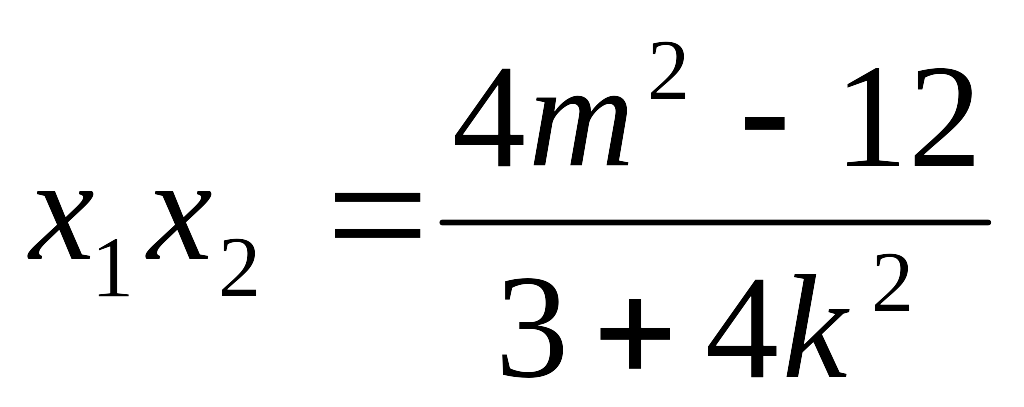 x₁x₂ = (4m² - 12)/(3 + 4k²)